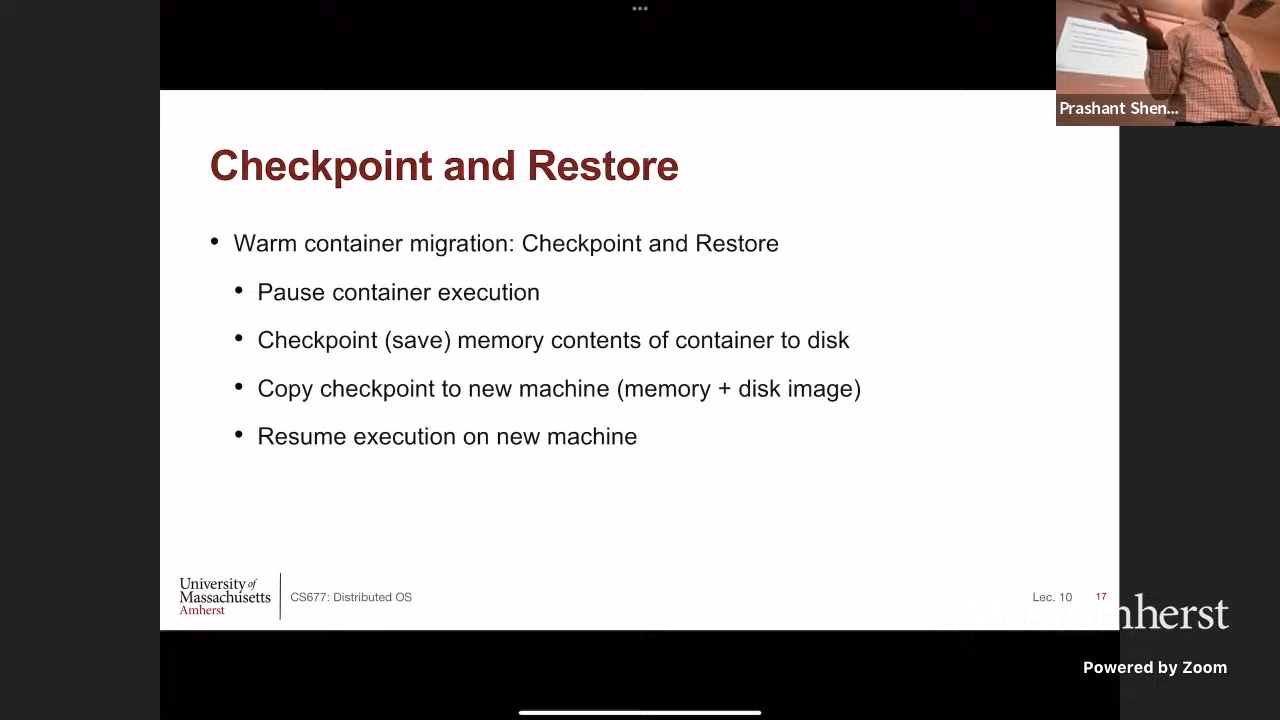 Prashant Shen...
Checkpoint and Restore
• Warm container migration: Checkpoint and Restore
• Pause container execution
• Checkpoint (save) memory contents of container to disk
• Copy checkpoint to new machine (memory + disk image)
• Resume execution on new machine
University of
Massachusetts
Amherst
CS677: Distributed OS
Lec. 10
17
UMassAmherst
Powered by Zoom